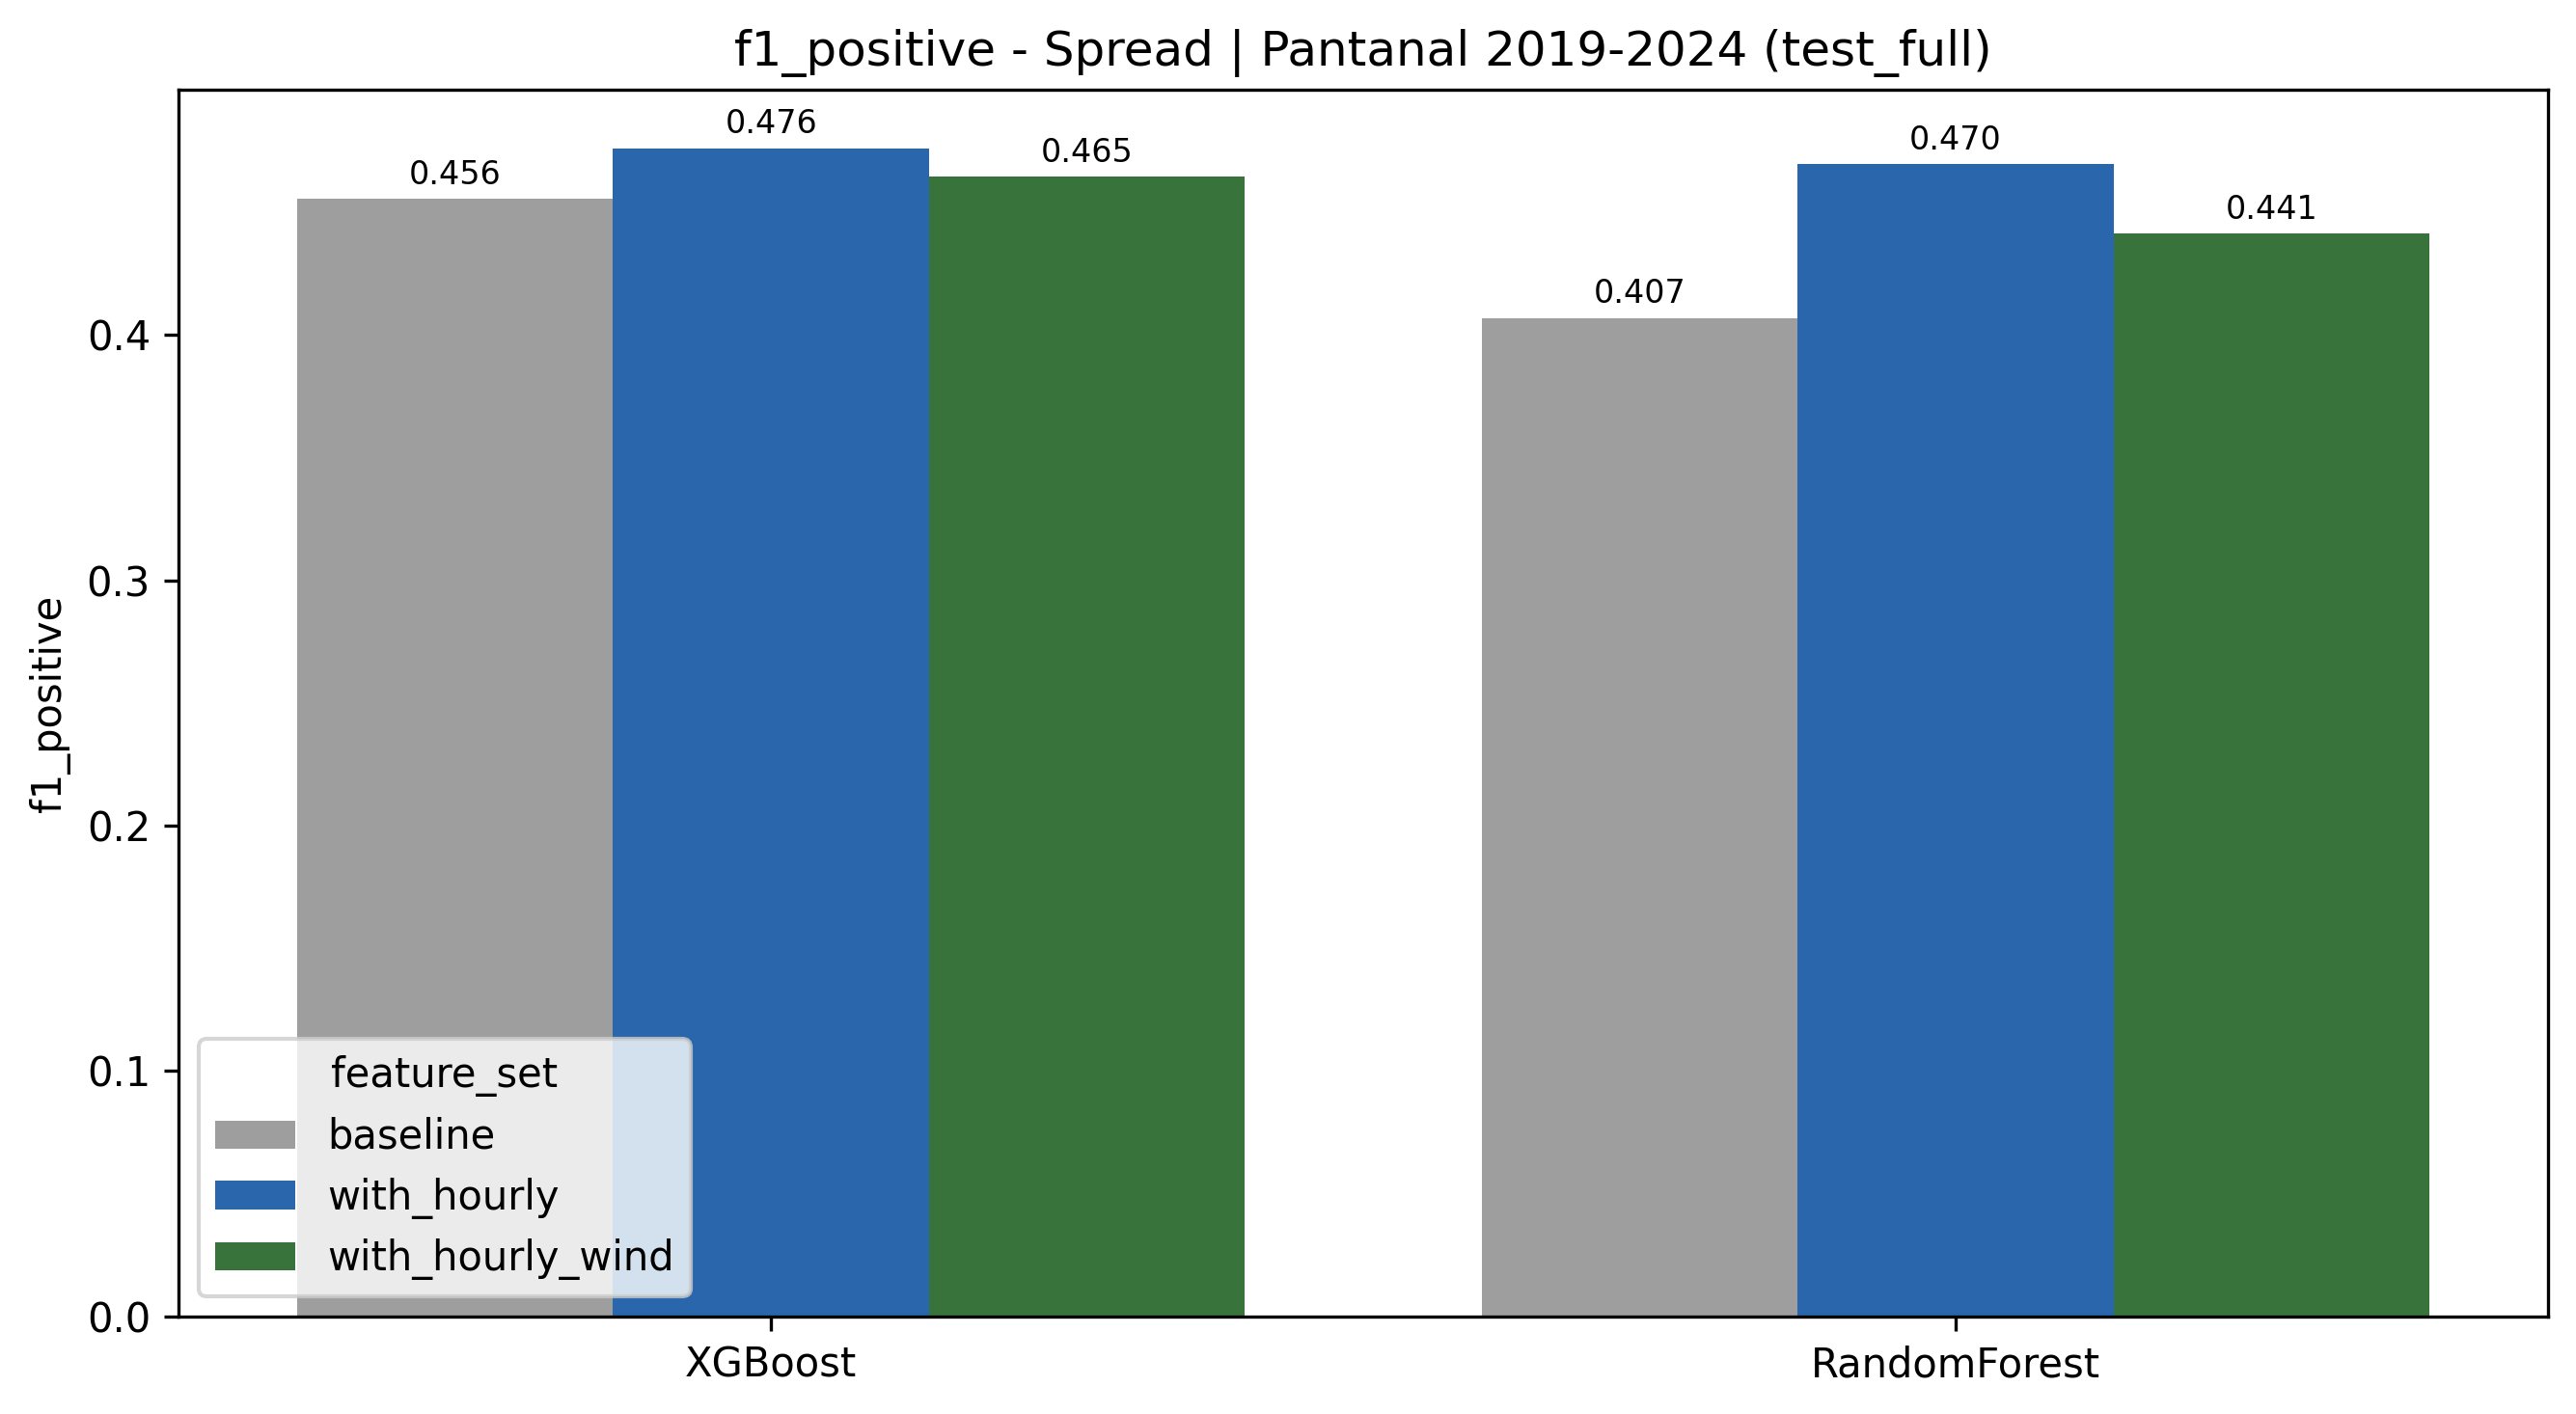 f1_positive - Spread | Pantanal 2019-2024 (test_full)
0.456
0.476
0.465
0.407
0.470
0.441
f1_positive
0.4
0.3
0.2
0.1
0.0
feature_set
baseline
with_hourly
with_hourly_wind
XGBoost
RandomForest